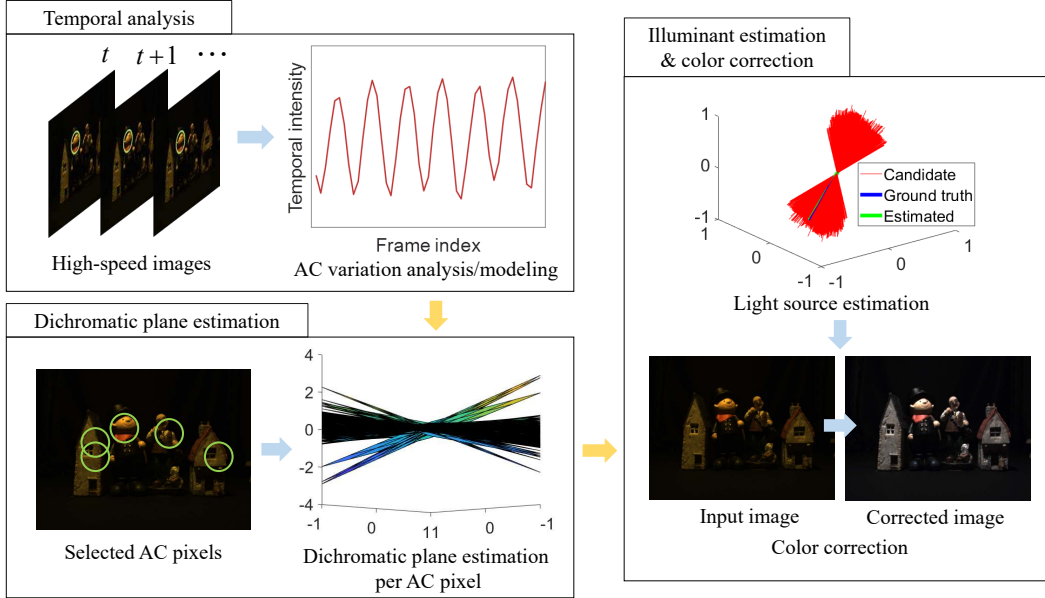 Temporal analysis
t
t+1
...
Temporal intensity
Frame index
High-speed images
AC variation analysis/modeling
Dichromatic plane estimation
4
2
0
-2
-4
-1
0
11
0
-1
Selected AC pixels
Dichromatic plane estimation
per AC pixel
Illuminant estimation
& color correction
1
0
-1
1
0
-1
-1
0
1
Candidate
Ground truth
Estimated
Light source estimation
Input image
Corrected image
Color correction